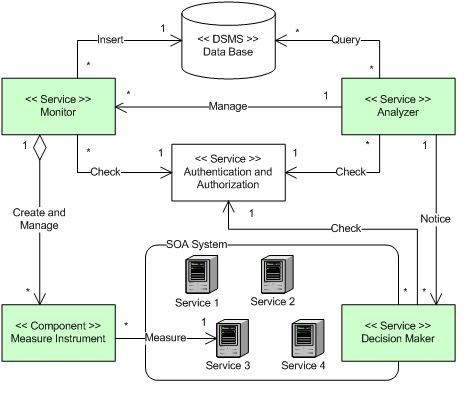 Insert
1
*
<< DSMS >>
Data Base
*
Query
*
<< Service >>
Monitor
*
Manage
1
<< Service >>
Analyzer
1
*
Check
1
<< Service >>
Authentication and
Authorization
1
Check
*
1
Create and
Manage
*
1
Check
Notice
*
*
SOA System
Service 1
Service 2
<< Component >>
Measure Instrument
*
Measure
1
Service 3
Service 4
<< Service >>
Decision Maker